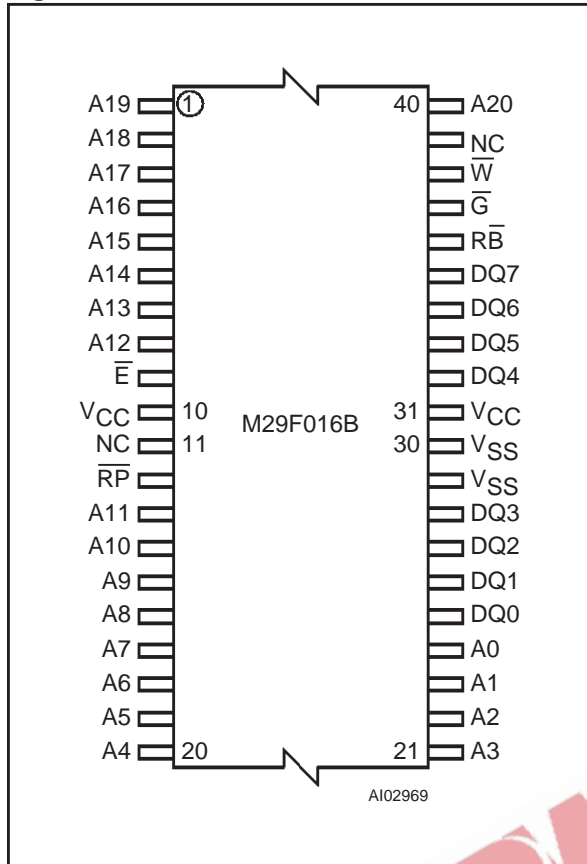 A19 1 40 A20
A18 NC
A17 W̅
A16 G̅
A15 RB̅
A14 DQ7
A13 DQ6
A12 DQ5
E̅ DQ4
VCC 10 31 VCC
NC 11 M29F016B 30 VSS
R̅P̅ VSS
A11 DQ3
A10 DQ2
A9 DQ1
A8 DQ0
A7 A0
A6 A1
A5 A2
A4 20 21 A3
AI02969